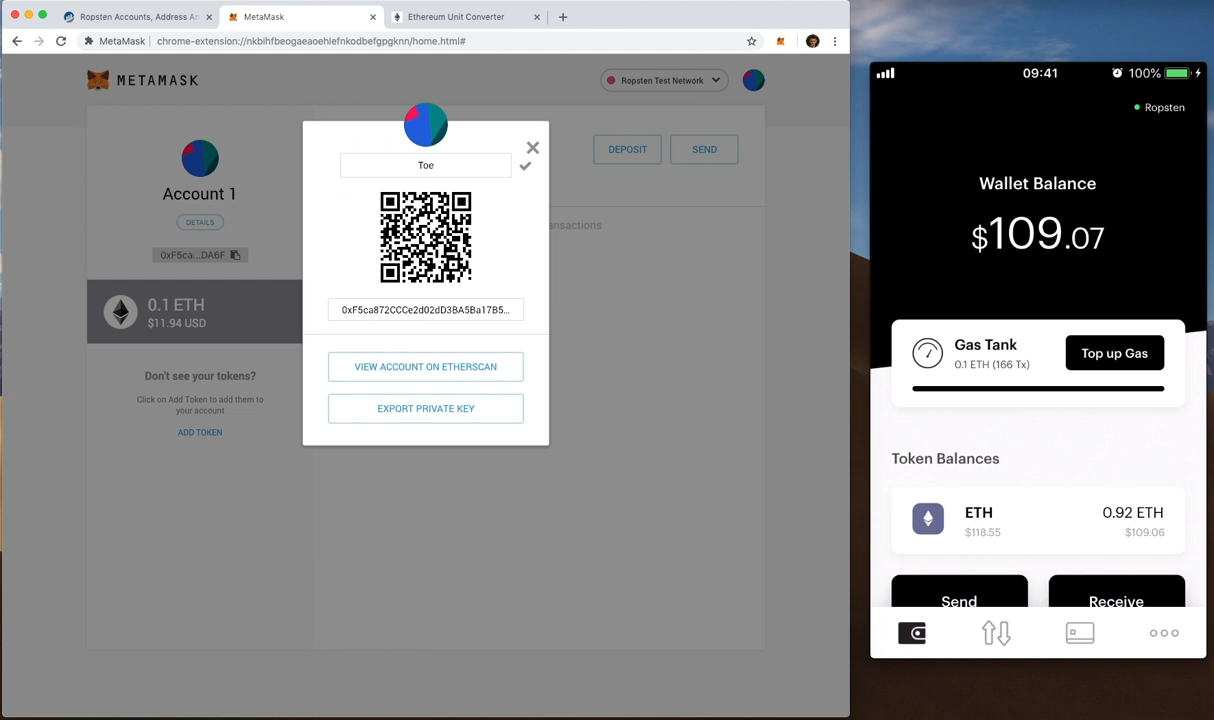 Ropsten Accounts, Address A
MetaMask
Ethereum Unit Converter
MetaMask
chrome-extension://nkbihfbeogaeaoehlefnkodbefgpgknn/home.html#
METAMASK
Ropsten Test Network
Account 1
DETAILS
0xF5ca...DA6F
0.1 ETH
$11.94 USD
Don't see your tokens?
Click on Add Token to add them to
your account
ADD TOKEN
Toe
0xF5ca872CCCe2d02dD3BA5Ba17B5...
VIEW ACCOUNT ON ETHERSCAN
EXPORT PRIVATE KEY
DEPOSIT
SEND
ansactions
09:41
100%
Ropsten
Wallet Balance
$109.07
Gas Tank
0.1 ETH (166 Tx)
Top up Gas
Token Balances
ETH
0.92 ETH
$118.55
$109.06
Send
Receive